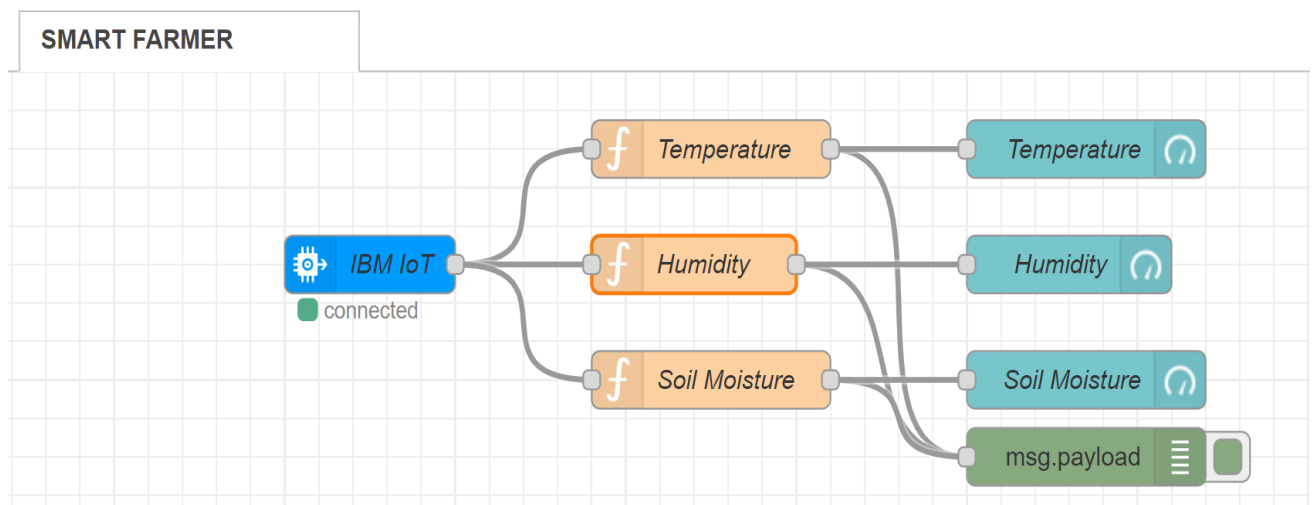 SMART FARMER
Temperature
Temperature
IBM IoT
Humidity
Humidity
connected
Soil Moisture
Soil Moisture
msg.payload